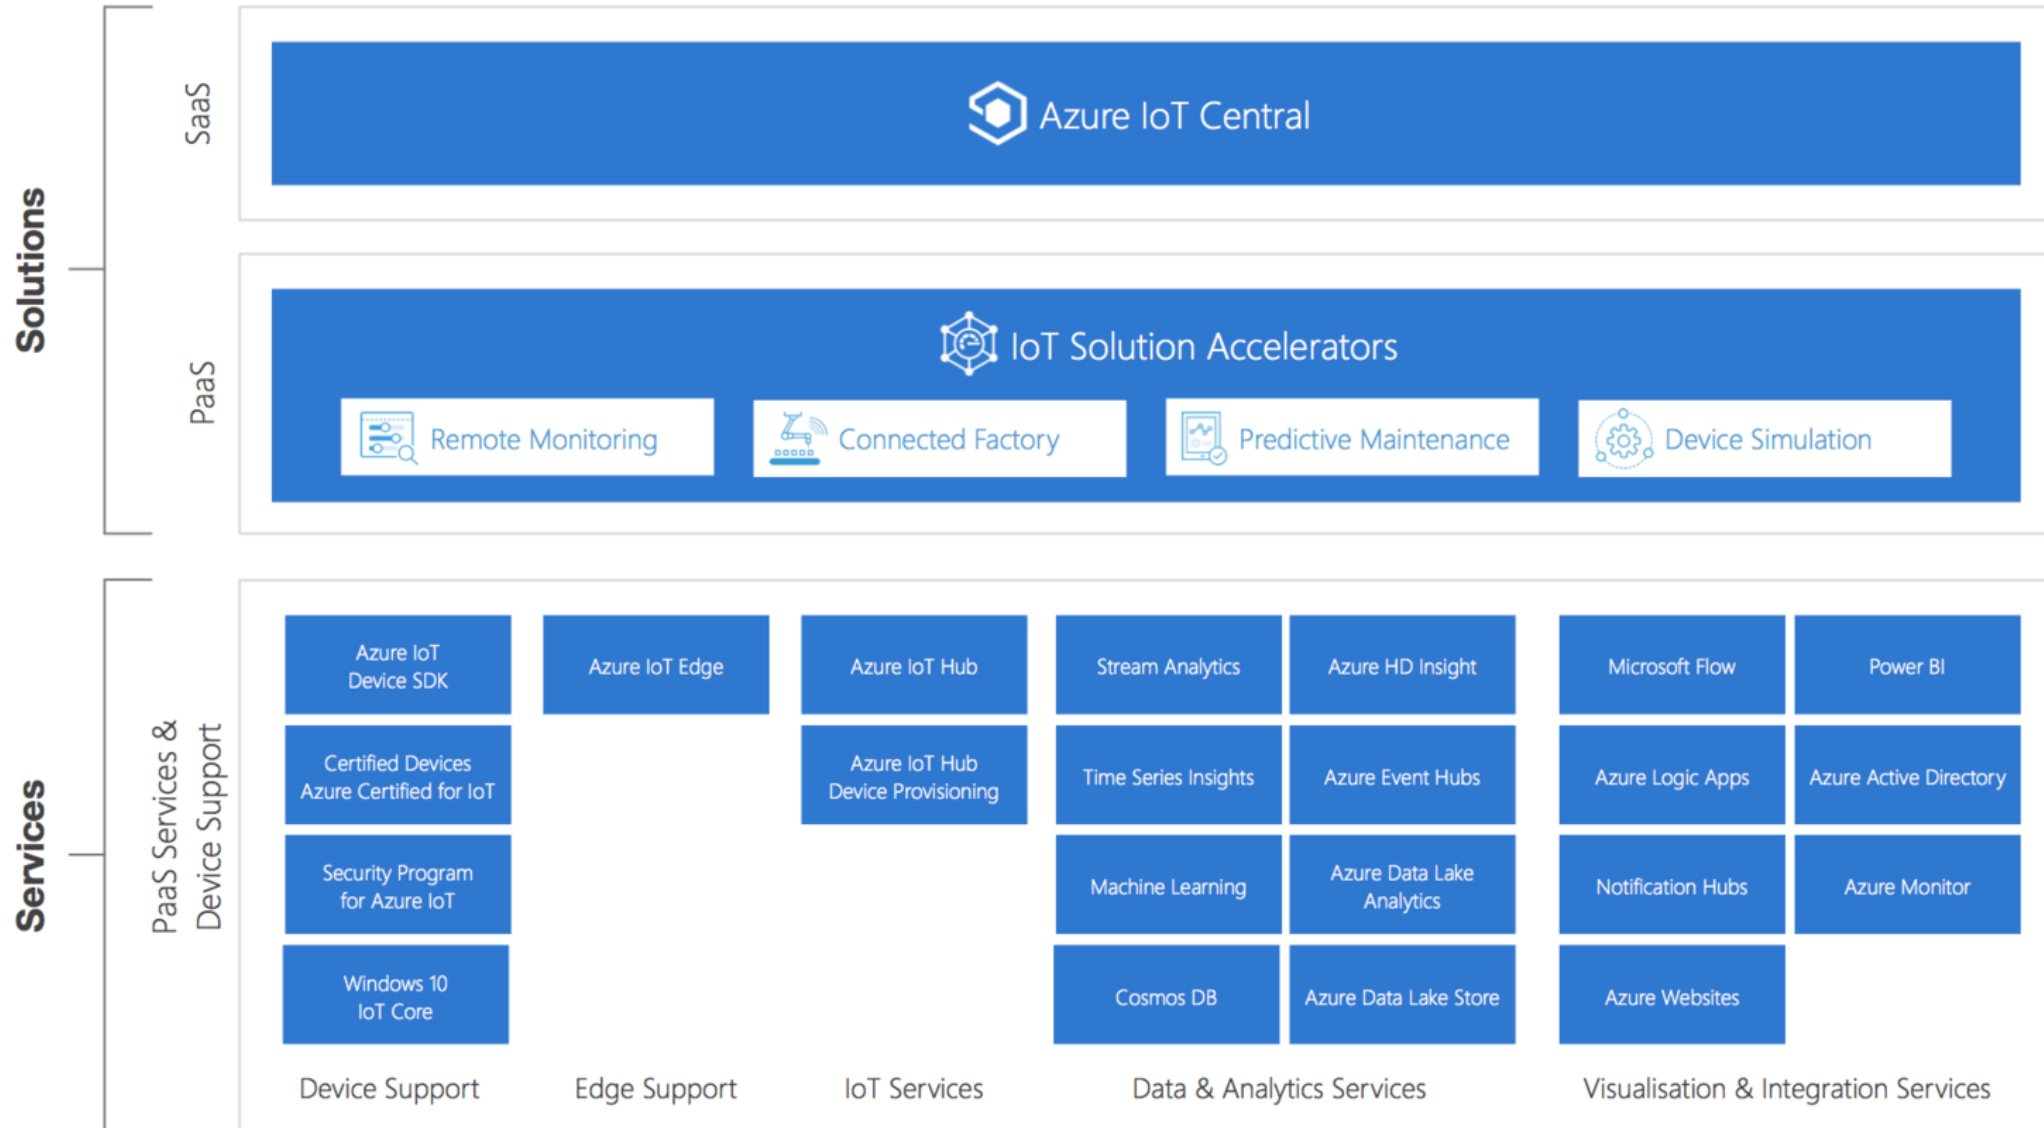 Solutions
SaaS
Azure IoT Central
PaaS
IoT Solution Accelerators
Remote Monitoring
Connected Factory
Predictive Maintenance
Device Simulation
Services
PaaS Services &
Device Support
Azure IoT
Device SDK
Certified Devices
Azure Certified for IoT
Security Program
for Azure IoT
Windows 10
IoT Core
Device Support
Azure IoT Edge
Edge Support
Azure IoT Hub
Azure IoT Hub
Device Provisioning
IoT Services
Stream Analytics
Azure HD Insight
Time Series Insights
Azure Event Hubs
Machine Learning
Azure Data Lake
Analytics
Cosmos DB
Azure Data Lake Store
Data & Analytics Services
Microsoft Flow
Power BI
Azure Logic Apps
Azure Active Directory
Notification Hubs
Azure Monitor
Azure Websites
Visualisation & Integration Services